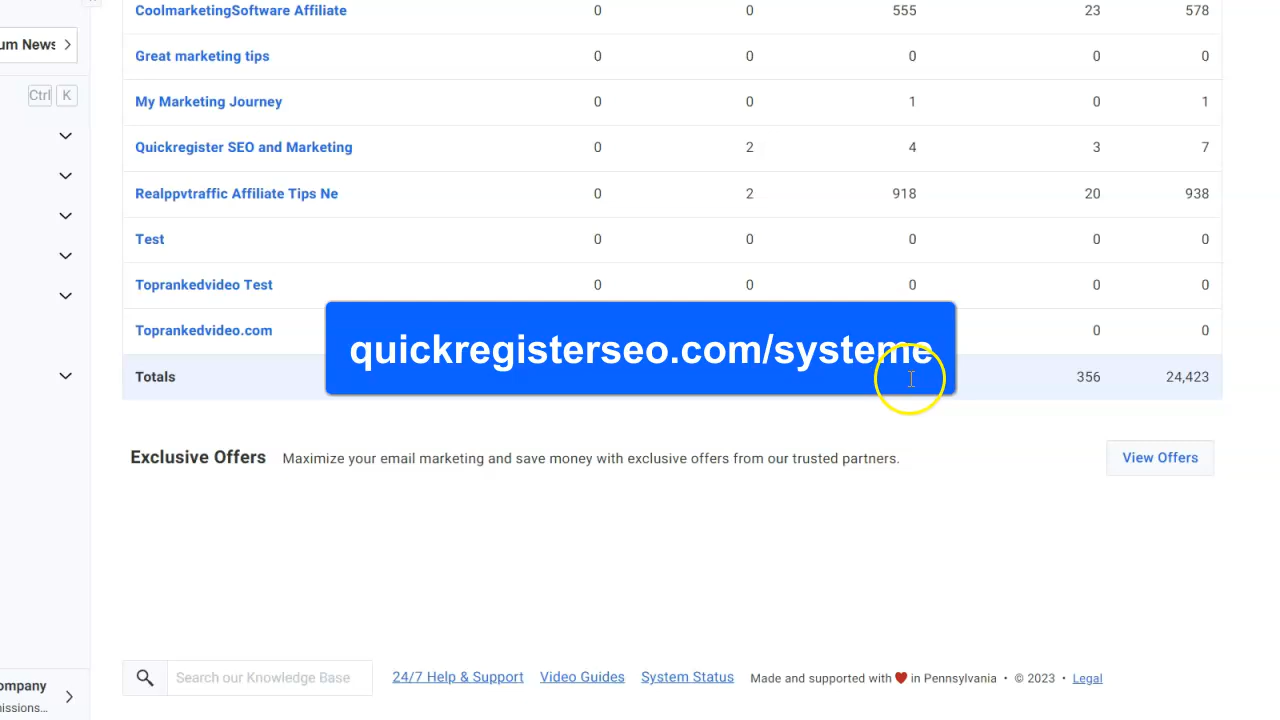 CoolmarketingSoftware Affiliate 0 0 555 23 578
um News
Great marketing tips 0 0 0 0 0
Ctrl K
My Marketing Journey 0 0 1 0 1
Quickregister SEO and Marketing 0 2 4 3 7
Realppvtraffic Affiliate Tips Ne 0 2 918 20 938
Test 0 0 0 0 0
Toprankedvideo Test 0 0 0 0 0
Toprankedvideo.com 0 0
quickregisterseo.com/systeme
Totals 356 24,423
Exclusive Offers Maximize your email marketing and save money with exclusive offers from our trusted partners. View Offers
Search our Knowledge Base 24/7 Help & Support Video Guides System Status Made and supported with ❤ in Pennsylvania • © 2023 • Legal
ompany
nissions...